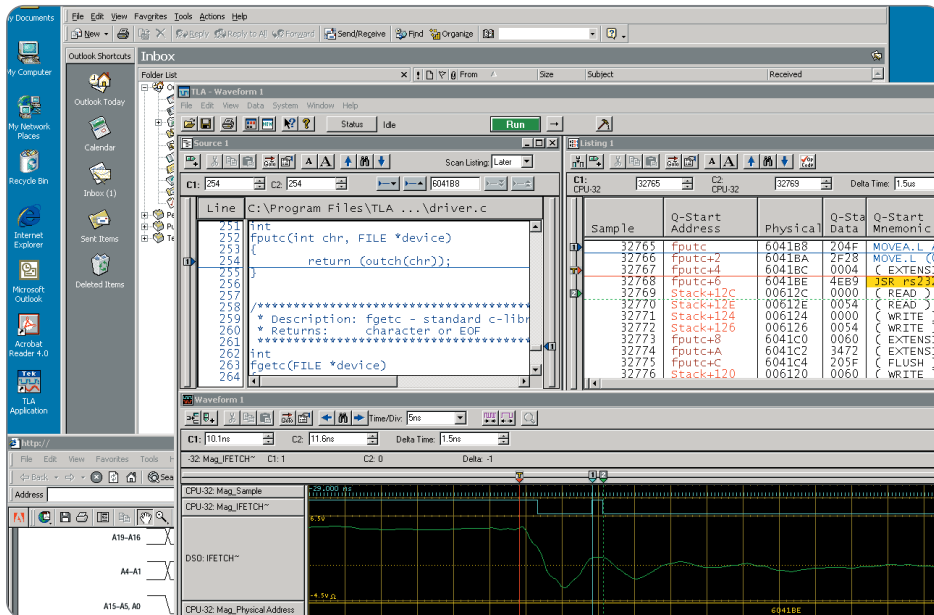 My Documents
My Computer
My Network
Places
Recycle Bin
Internet
Explorer
Microsoft
Outlook
Acrobat
Reader 4.0
Tek
TLA
Application
File Edit View Favorites Tools Actions Help
New Reply Reply to All Forward Send/Receive Find Organize
Outlook Shortcuts
Outlook Today
Calendar
Inbox (1)
Sent Items
Deleted Items
Inbox
Folder List
From Size Subject Received
TLA - Waveform 1
File Edit View Data System Window Help
Status Idle Run
Source 1
Scan Listing: Later
C1: 254 C2: 254 6041B8
Line C:\Program Files\TLA ...\driver.c
251 int
252 fputc(int chr, FILE *device)
253 {
254 return (outch(chr));
255 }
256
257
258 /************************************
259 * Description: fgetc - standard c-libr
260 * Returns: character or EOF
261 *************************************
262 int
263 fgetc(FILE *device)
264
Listing 1
C1: 32765 C2: 32769 Delta Time: 1.5us
CPU-32 CPU-32
Sample Q-Start Address Physical Q-Sta Data Q-Start Mnemonic
32765 fputc 6041B8 204F MOVEA.L
32766 fputc+2 6041BA 2F28 MOVE.L
32767 fputc+4 6041BC 0004 ( EXTENSI
32768 fputc+6 6041BE 4EB9 JSR rs232
32769 Stack+12C 00612C 0000 ( READ )
32770 Stack+12E 00612E 0054 ( READ )
32771 Stack+124 006124 0000 ( WRITE
32772 Stack+126 006126 0054 ( WRITE
32773 fputc+8 6041C0 0060 ( EXTENSI
32774 fputc+A 6041C2 3472 ( EXTENSI
32775 fputc+C 6041C4 205F ( FLUSH
32776 Stack+120 006120 0060 ( WRITE
Waveform 1
Time/Div: 5ns
C1: 10.1ns C2: 11.6ns Delta Time: 1.5ns
-32: Mag_IFETCH~ C1: 1 C2: 0 Delta: -1
CPU-32: Mag_Sample
-29.000 ns
CPU-32: Mag_IFETCH~
6.5V
DSO: IFETCH~
-4.5V
CPU-32: Mag_Physical Address
6041BE
http://
File Edit View Favorites Tools
Back Sea
Address
A19-A16
A4-A1
A15-A5, A0